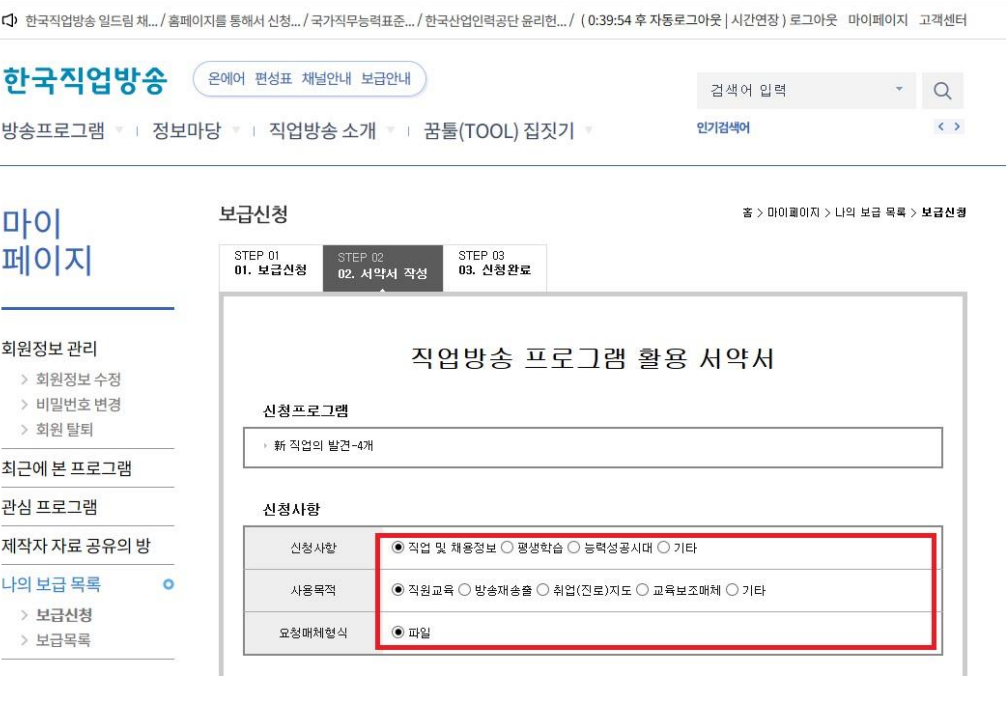 한국직업방송 일드림 채... / 홈페이지를 통해서 신청... / 국가직무능력표준... / 한국산업인력공단 윤리헌... / ( 0:39:54 후 자동로그아웃 | 시간연장 ) 로그아웃 마이페이지 고객센터
한국직업방송
온에어 편성표 채널안내 보급안내
검색어 입력
방송프로그램 정보마당 직업방송 소개 꿈툴(TOOL) 집짓기
인기검색어
마이
페이지
보급신청
홈 > 마이페이지 > 나의 보급 목록 > 보급신청
STEP 01
01. 보급신청
STEP 02
02. 서약서 작성
STEP 03
03. 신청완료
회원정보 관리
> 회원정보 수정
> 비밀번호 변경
> 회원 탈퇴
최근에 본 프로그램
관심 프로그램
제작자 자료 공유의 방
나의 보급 목록
> 보급신청
> 보급목록
직업방송 프로그램 활용 서약서
신청프로그램
新 직업의 발견-4개
신청사항
신청사항 직업 및 채용정보 평생학습 능력성공시대 기타
사용목적 직원교육 방송재송출 취업(진로)지도 교육보조매체 기타
요청매체형식 파일